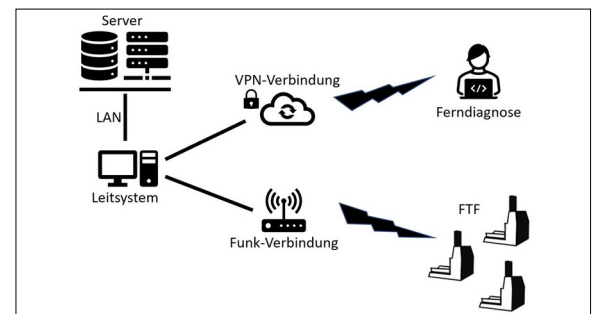 Server
VPN-Verbindung
</>
LAN
Ferndiagnose
Leitsystem
FTF
Funk-Verbindung